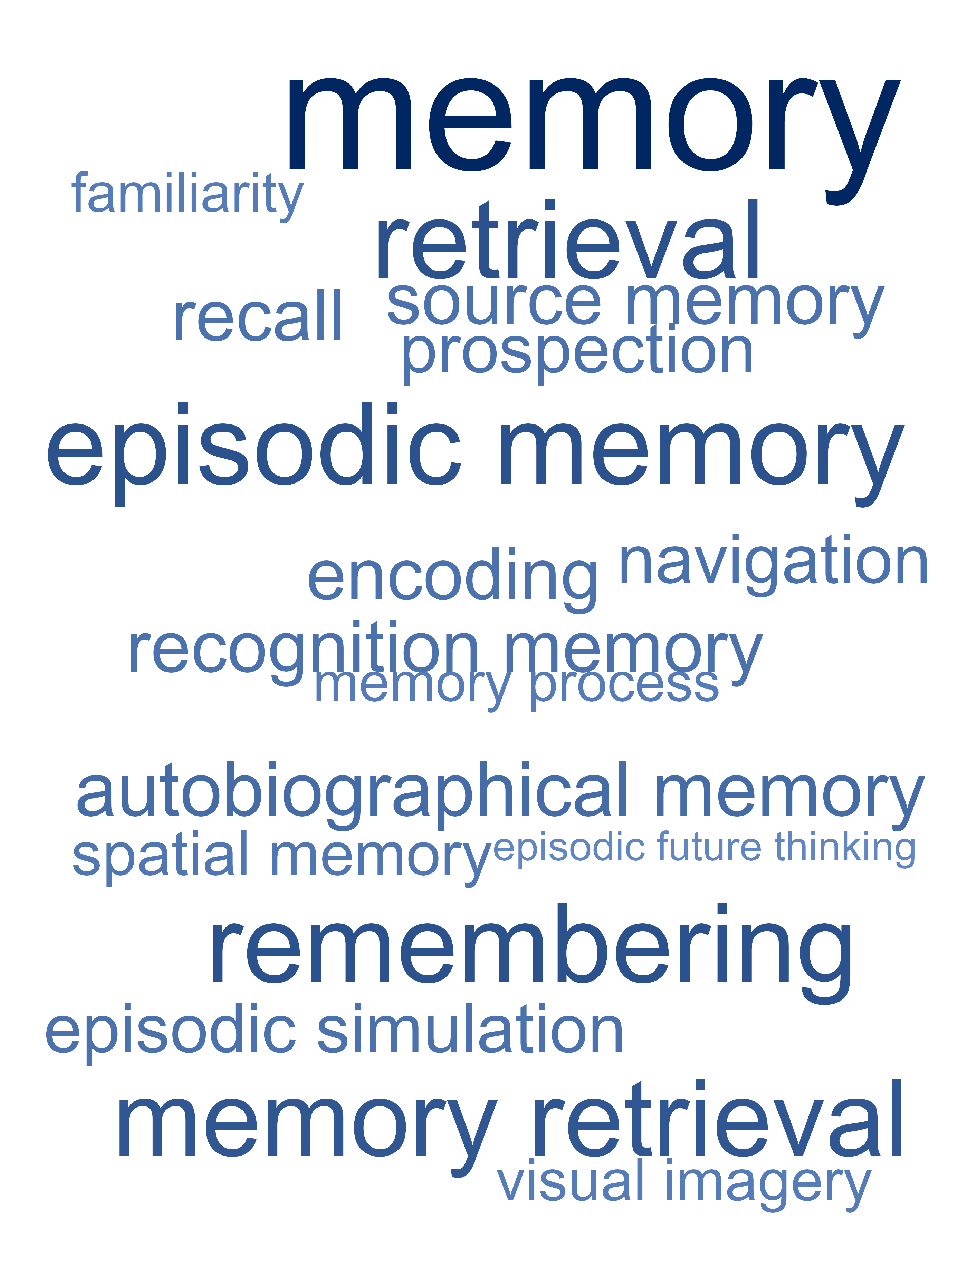 memory
familiarity
retrieval
recall
source memory
prospection
episodic memory
encoding
navigation
recognition memory
memory process
autobiographical memory
spatial memory
episodic future thinking
remembering
episodic simulation
memory retrieval
visual imagery